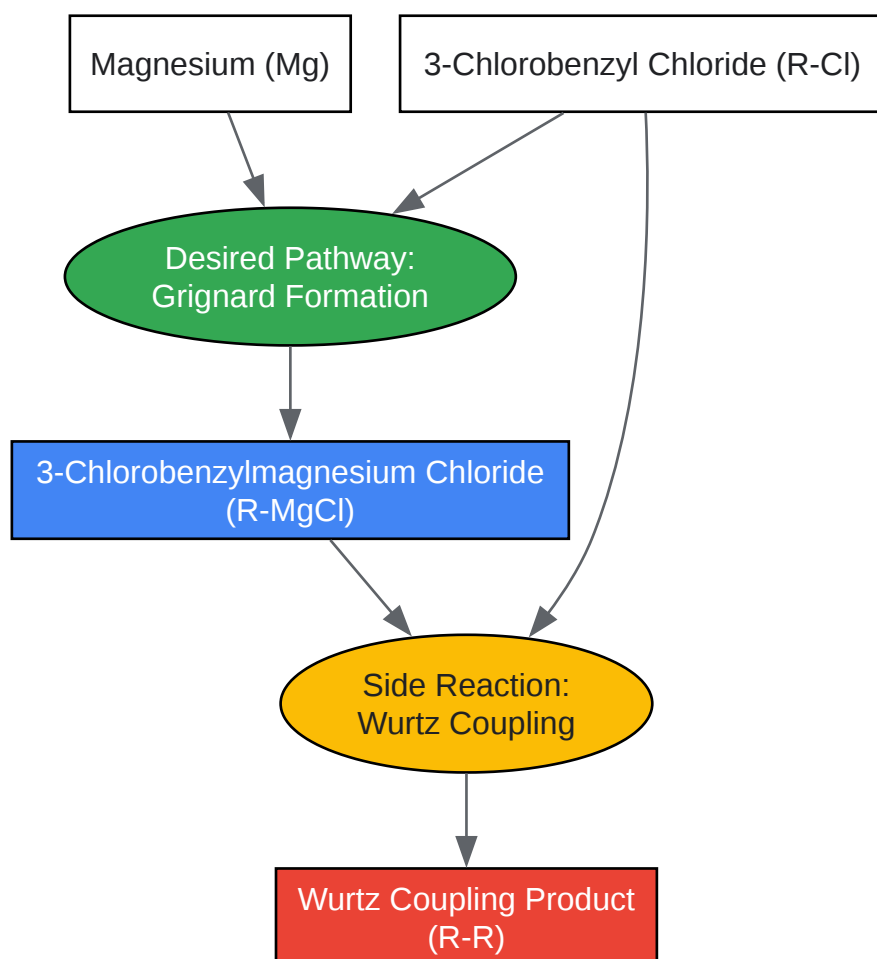 Magnesium (Mg)
3-Chlorobenzyl Chloride (R-Cl)
Desired Pathway:
Grignard Formation
3-Chlorobenzylmagnesium Chloride
(R-MgCl)
Side Reaction:
Wurtz Coupling
Wurtz Coupling Product
(R-R)